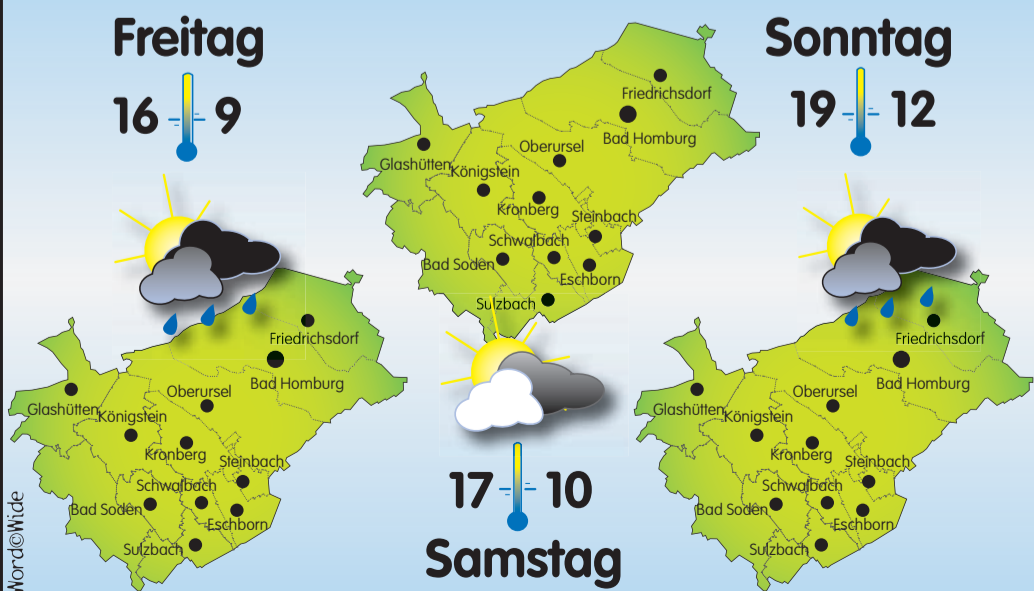 Freitag
16 9
Friedrichsdorf
Bad Homburg
Oberursel
Glashütten
Königstein
Kronberg
Steinbach
Schwalbach
Bad Soden
Eschborn
Sulzbach
Friedrichsdorf
Bad Homburg
Oberursel
Glashütten
Königstein
Kronberg
Steinbach
Schwalbach
Bad Soden
Eschborn
Sulzbach
17 10
Samstag
Sonntag
19 12
Friedrichsdorf
Bad Homburg
Oberursel
Glashütten
Königstein
Kronberg
Steinbach
Schwalbach
Bad Soden
Eschborn
Sulzbach
Word©Wide